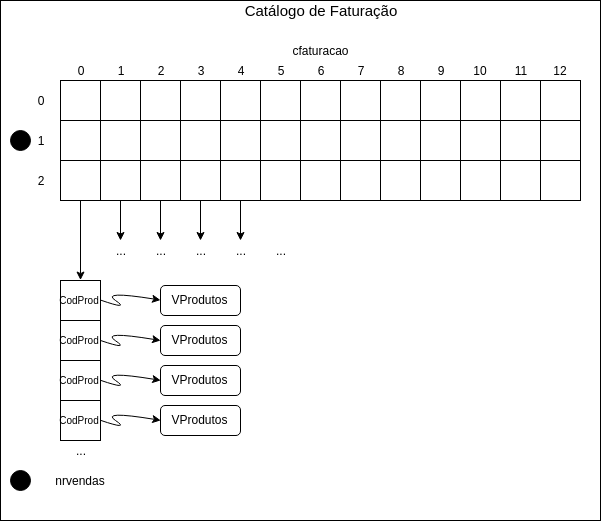 Catálogo de Faturação
cfaturacao
0 1 2 3 4 5 6 7 8 9 10 11 12
0
1
2
... ... ... ... ...
CodProd VProdutos
CodProd VProdutos
CodProd VProdutos
CodProd VProdutos
...
nrvendas